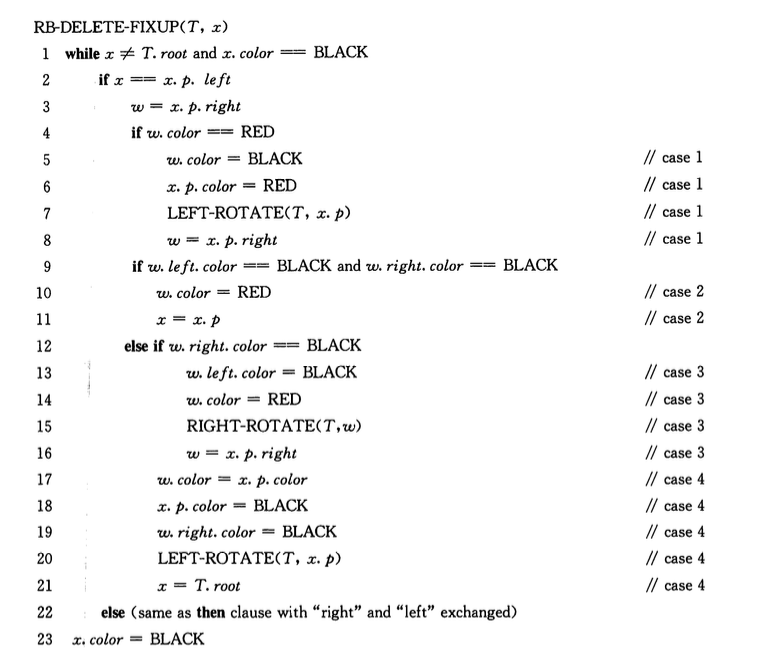 RB-DELETE-FIXUP(T, x)
1 while x ≠ T. root and x. color == BLACK
2 if x == x. p. left
3 w = x. p. right
4 if w. color == RED
5 w. color = BLACK // case 1
6 x. p. color = RED // case 1
7 LEFT-ROTATE(T, x. p) // case 1
8 w = x. p. right // case 1
9 if w. left. color == BLACK and w. right. color == BLACK
10 w. color = RED // case 2
11 x = x. p // case 2
12 else if w. right. color == BLACK
13 w. left. color = BLACK // case 3
14 w. color = RED // case 3
15 RIGHT-ROTATE(T,w) // case 3
16 w = x. p. right // case 3
17 w. color = x. p. color // case 4
18 x. p. color = BLACK // case 4
19 w. right. color = BLACK // case 4
20 LEFT-ROTATE(T, x. p) // case 4
21 x = T. root // case 4
22 else (same as then clause with “right” and “left” exchanged)
23 x. color = BLACK